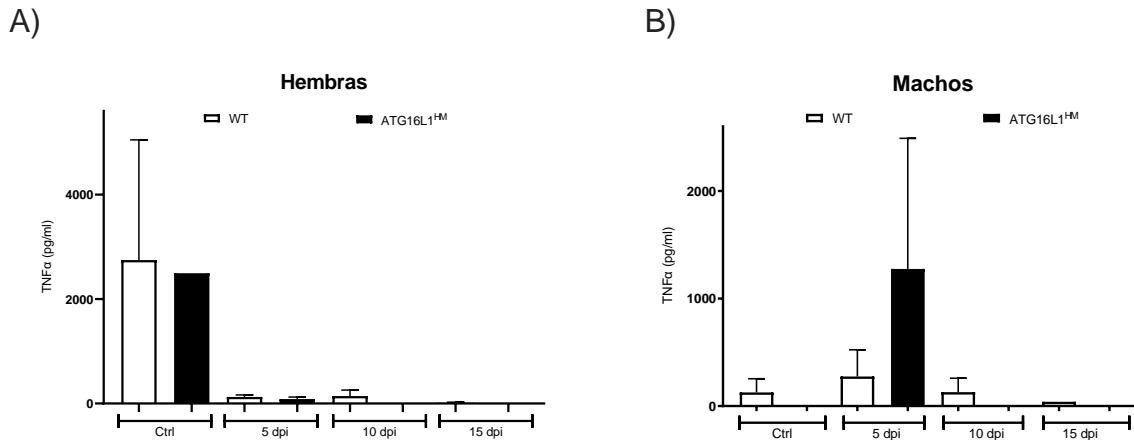 A)
Hembras
WT
ATG16L1ᴴᴹ
TNFα (pg/ml)
4000
2000
0
Ctrl
5 dpi
10 dpi
15 dpi
B)
Machos
WT
ATG16L1ᴴᴹ
TNFα (pg/ml)
2000
1000
0
Ctrl
5 dpi
10 dpi
15 dpi